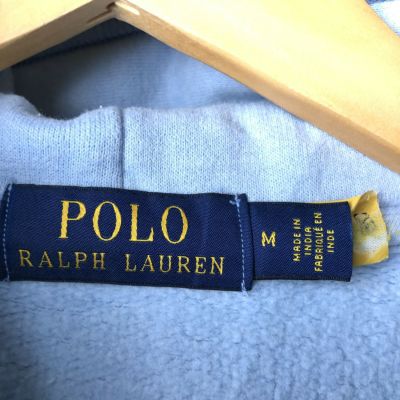 POLO
RALPH LAUREN
M
MADE IN
INDIA
FABRIQUÉ EN
INDE